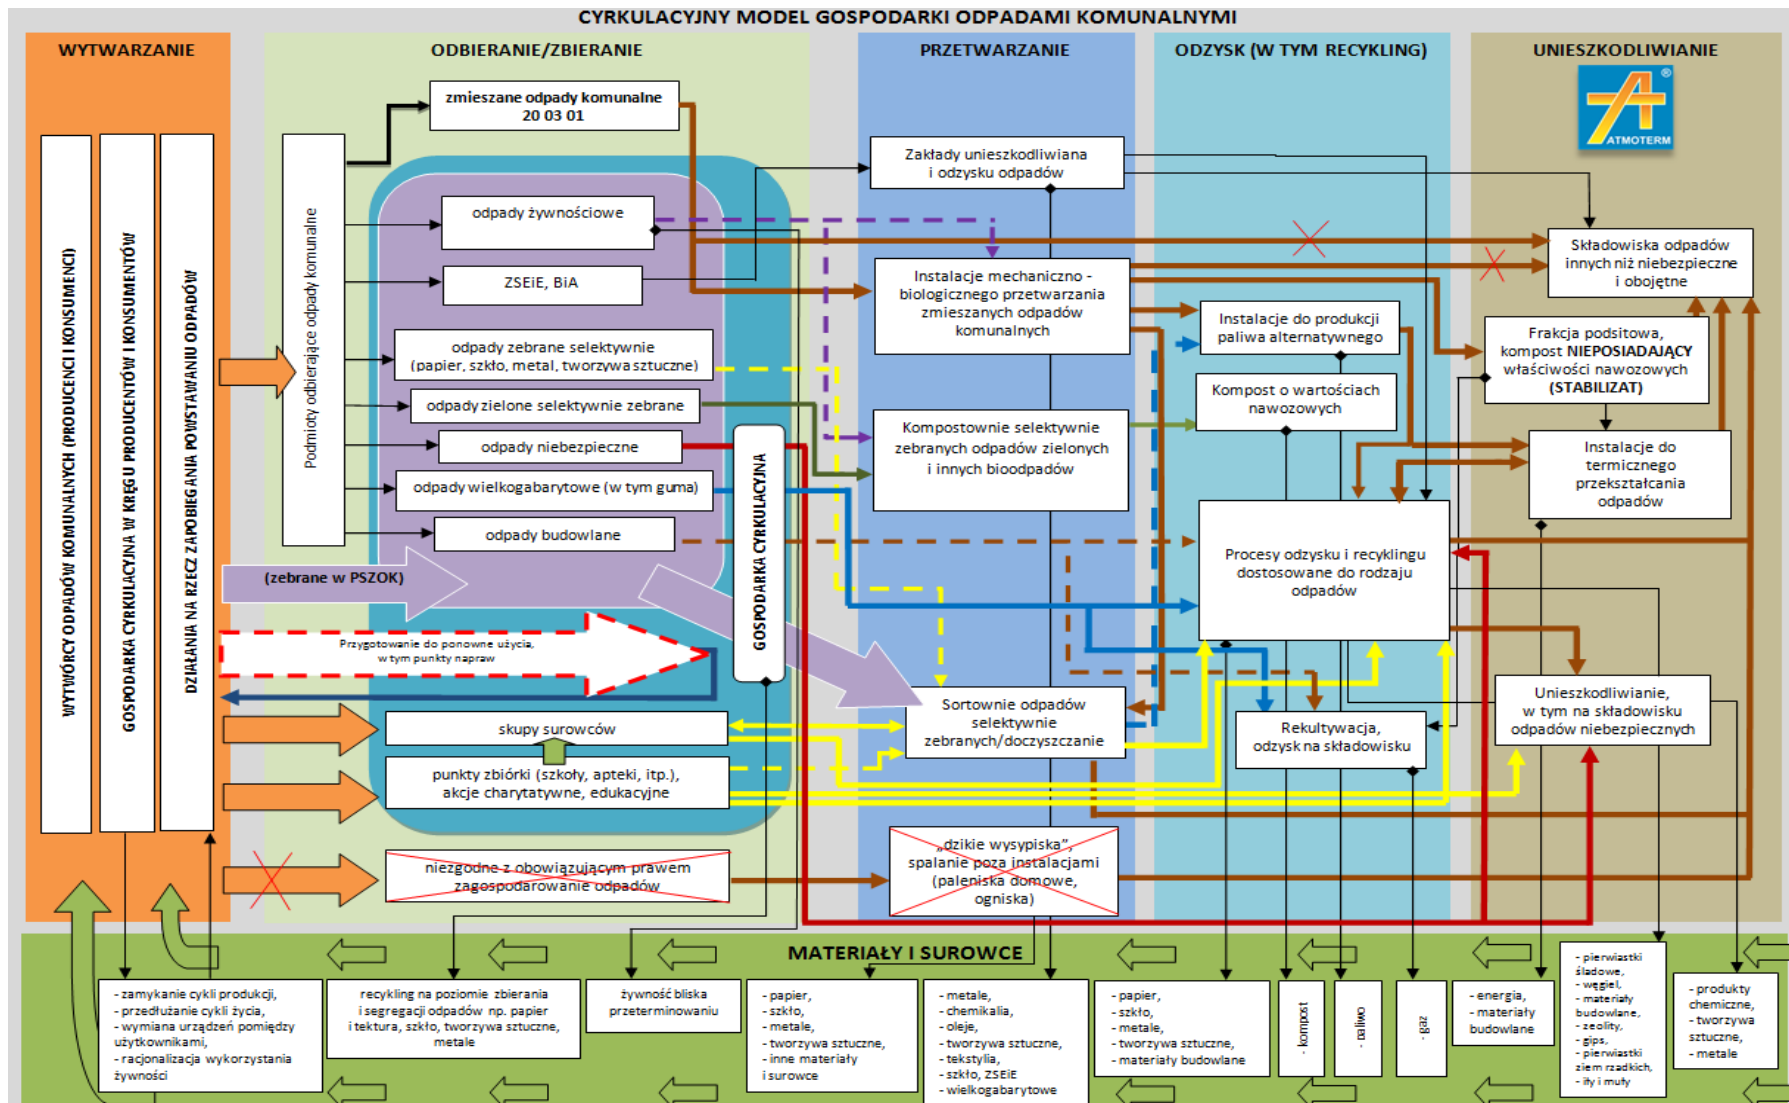 CYRKULACYJNY MODEL GOSPODARKI ODPADAMI KOMUNALNYMI
WYTWARZANIE
ODBIERANIE/ZBIERANIE
PRZETWARZANIE
ODZYSK (W TYM RECYKLING)
UNIESZKODLIWIANIE
ATMOTERM
®
WYTWÓRCY ODPADÓW KOMUNALNYCH (PRODUCENCI I KONSUMENCI)
GOSPODARKA CYRKULACYJNA W KRĘGU PRODUCENTÓW I KONSUMENTÓW
DZIAŁANIA NA RZECZ ZAPOBIEGANIA POWSTAWANIU ODPADÓW
Podmioty odbierające odpady komunalne
zmieszane odpady komunalne
20 03 01
odpady żywnościowe
ZSEiE, BiA
odpady zebrane selektywnie
(papier, szkło, metal, tworzywa sztuczne)
odpady zielone selektywnie zebrane
odpady niebezpieczne
odpady wielkogabarytowe (w tym guma)
odpady budowlane
(zebrane w PSZOK)
GOSPODARKA CYRKULACYJNA
Przygotowanie do ponowne użycia,
w tym punkty napraw
skupy surowców
punkty zbiórki (szkoły, apteki, itp.),
akcje charytatywne, edukacyjne
niezgodne z obowiązującym prawem
zagospodarowanie odpadów
Zakłady unieszkodliwiana
i odzysku odpadów
Instalacje mechaniczno -
biologicznego przetwarzania
zmieszanych odpadów
komunalnych
Kompostownie selektywnie
zebranych odpadów zielonych
i innych bioodpadów
Sortownie odpadów
selektywnie
zebranych/doczyszczanie
„dzikie wysypiska”,
spalanie poza instalacjami
(paleniska domowe,
ogniska)
Instalacje do produkcji
paliwa alternatywnego
Kompost o wartościach
nawozowych
Procesy odzysku i recyklingu
dostosowane do rodzaju
odpadów
Rekultywacja,
odzysk na składowisku
Składowiska odpadów
innych niż niebezpieczne
i obojętne
Frakcja podsitowa,
kompost NIEPOSIADAJĄCY
właściwości nawozowych
(STABILIZAT)
Instalacje do
termicznego
przekształcania
odpadów
Unieszkodliwianie,
w tym na składowisku
odpadów niebezpiecznych
MATERIAŁY I SUROWCE
- zamykanie cykli produkcji,
- przedłużanie cykli życia,
- wymiana urządzeń pomiędzy
użytkownikami,
- racjonalizacja wykorzystania
żywności
recykling na poziomie zbierania
i segregacji odpadów np. papier
i tektura, szkło, tworzywa sztuczne,
metale
żywność bliska
przeterminowaniu
- papier,
- szkło,
- metale,
- tworzywa sztuczne,
- inne materiały
i surowce
- metale,
- chemikalia,
- oleje,
- tworzywa sztuczne,
- tekstylia,
- szkło, ZSEiE
- wielkogabarytowe
- papier,
- szkło,
- metale,
- tworzywa sztuczne,
- materiały budowlane
- kompost
- paliwo
- gaz
- energia,
- materiały
budowlane
- pierwiastki
śladowe,
- węgiel,
- materiały
budowlane,
- zeolity,
- gips,
- pierwiastki
ziem rzadkich,
- iły i muły
- produkty
chemiczne,
- tworzywa
sztuczne,
- metale